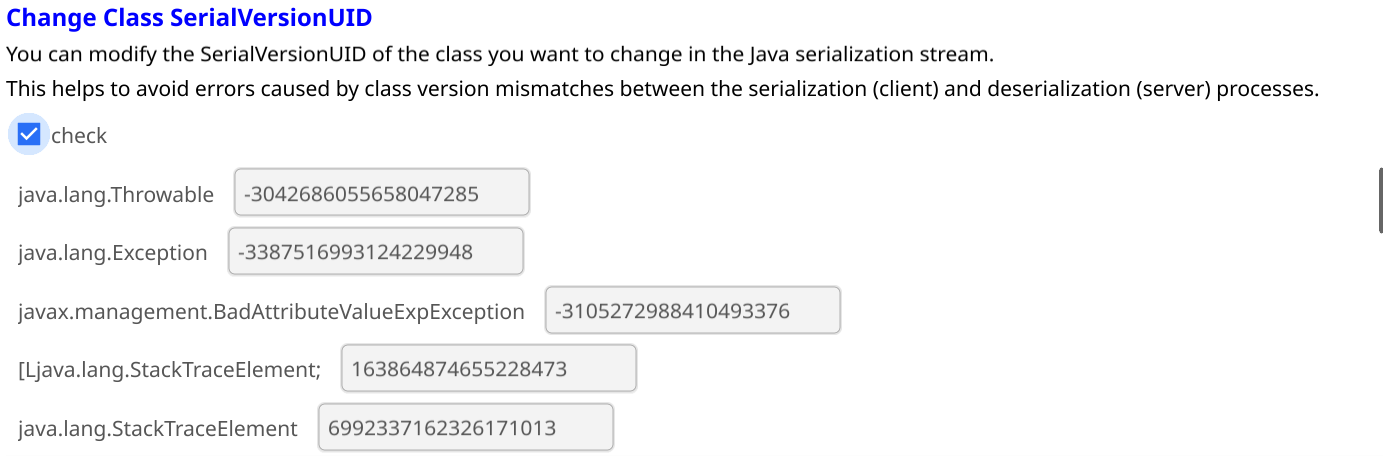 Change Class SerialVersionUID
You can modify the SerialVersionUID of the class you want to change in the Java serialization stream.
This helps to avoid errors caused by class version mismatches between the serialization (client) and deserialization (server) processes.
check
java.lang.Throwable -3042686055658047285
java.lang.Exception -3387516993124229948
javax.management.BadAttributeValueExpException -3105272988410493376
[Ljava.lang.StackTraceElement; 163864874655228473
java.lang.StackTraceElement 6992337162326171013